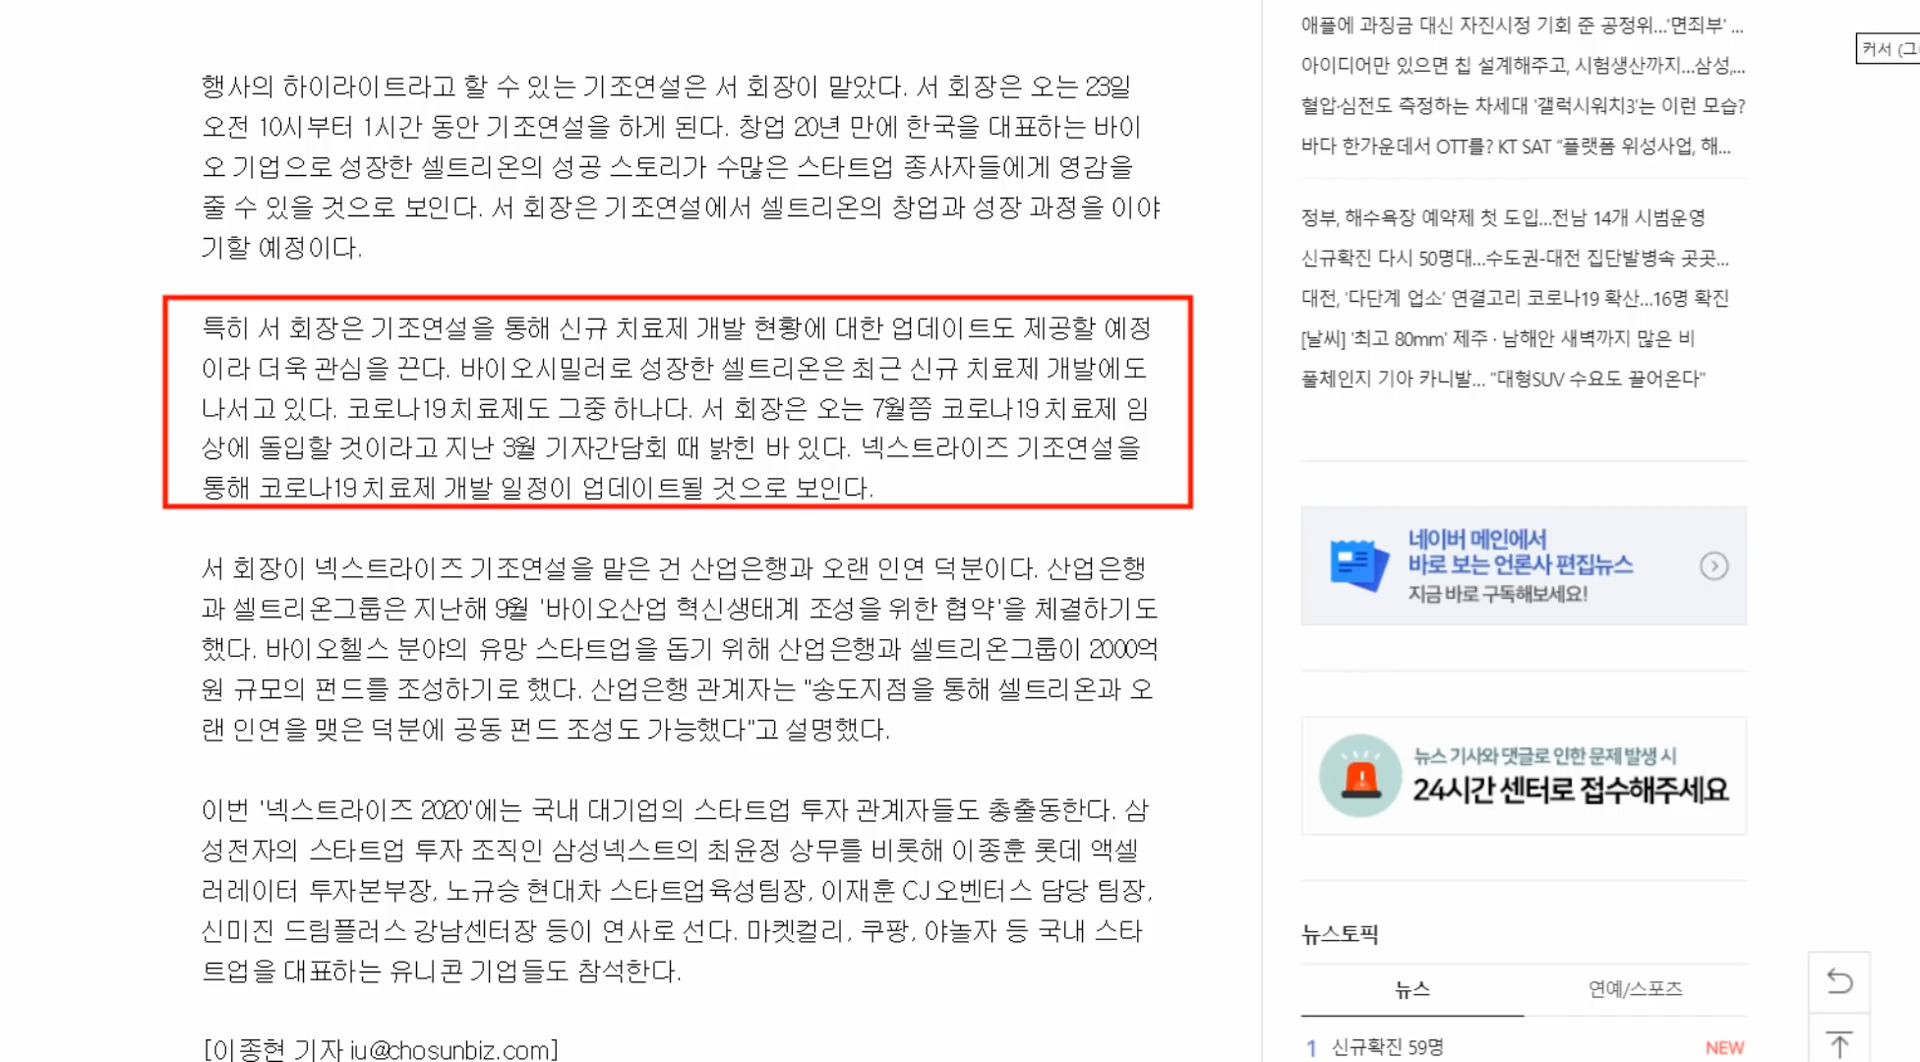 행사의 하이라이트라고 할 수 있는 기조연설은 서 회장이 맡았다. 서 회장은 오는 23일
오전 10시부터 1시간 동안 기조연설을 하게 된다. 창업 20년 만에 한국을 대표하는 바이
오 기업으로 성장한 셀트리온의 성공 스토리가 수많은 스타트업 종사자들에게 영감을
줄 수 있을 것으로 보인다. 서 회장은 기조연설에서 셀트리온의 창업과 성장 과정을 이야
기할 예정이다.
특히 서 회장은 기조연설을 통해 신규 치료제 개발 현황에 대한 업데이트도 제공할 예정
이라 더욱 관심을 끈다. 바이오시밀러로 성장한 셀트리온은 최근 신규 치료제 개발에도
나서고 있다. 코로나19 치료제도 그중 하나다. 서 회장은 오는 7월쯤 코로나19 치료제 임
상에 돌입할 것이라고 지난 3월 기자간담회 때 밝힌 바 있다. 넥스트라이즈 기조연설을
통해 코로나19 치료제 개발 일정이 업데이트될 것으로 보인다.
서 회장이 넥스트라이즈 기조연설을 맡은 건 산업은행과 오랜 인연 덕분이다. 산업은행
과 셀트리온그룹은 지난해 9월 '바이오산업 혁신생태계 조성을 위한 협약'을 체결하기도
했다. 바이오헬스 분야의 유망 스타트업을 돕기 위해 산업은행과 셀트리온그룹이 2000억
원 규모의 펀드를 조성하기로 했다. 산업은행 관계자는 "송도지점을 통해 셀트리온과 오
랜 인연을 맺은 덕분에 공동 펀드 조성도 가능했다"고 설명했다.
이번 '넥스트라이즈 2020'에는 국내 대기업의 스타트업 투자 관계자들도 총출동한다. 삼
성전자의 스타트업 투자 조직인 삼성넥스트의 최윤정 상무를 비롯해 이종훈 롯데 액셀
러레이터 투자본부장, 노규승 현대차 스타트업육성팀장, 이재훈 CJ 오벤터스 담당 팀장,
신미진 드림플러스 강남센터장 등이 연사로 선다. 마켓컬리, 쿠팡, 야놀자 등 국내 스타
트업을 대표하는 유니콘 기업들도 참석한다.
[이종현 기자 iu@chosunbiz.com]
애플에 과징금 대신 자진시정 기회 준 공정위...'면죄부' ...
아이디어만 있으면 칩 설계해주고, 시험생산까지...삼성,...
혈압·심전도 측정하는 차세대 '갤럭시워치3'는 이런 모습?
바다 한가운데서 OTT를? KT SAT "플랫폼 위성사업, 해...
정부, 해수욕장 예약제 첫 도입...전남 14개 시범운영
신규확진 다시 50명대...수도권-대전 집단발병속 곳곳...
대전, '다단계 업소' 연결고리 코로나19 확산...16명 확진
[날씨] '최고 80mm' 제주·남해안 새벽까지 많은 비
풀체인지 기아 카니발... "대형SUV 수요도 끌어온다"
네이버 메인에서
바로 보는 언론사 편집뉴스
지금 바로 구독해보세요!
뉴스 기사와 댓글로 인한 문제 발생 시
24시간 센터로 접수해주세요
뉴스토픽
뉴스 연예/스포츠
1 신규확진 59명 NEW
커서 (그